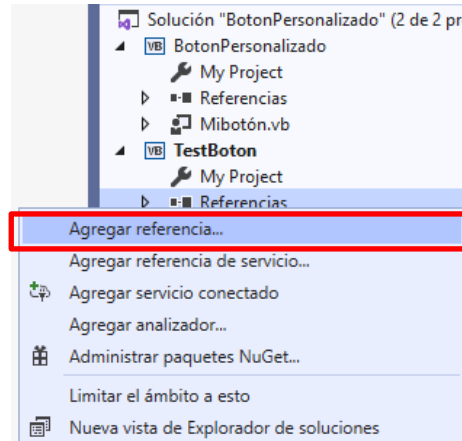 Solución "BotonPersonalizado" (2 de 2 pr
VB BotonPersonalizado
My Project
Referencias
Mibotón.vb
VB TestBoton
My Project
Referencias
Agregar referencia...
Agregar referencia de servicio...
Agregar servicio conectado
Agregar analizador...
Administrar paquetes NuGet...
Limitar el ámbito a esto
Nueva vista de Explorador de soluciones